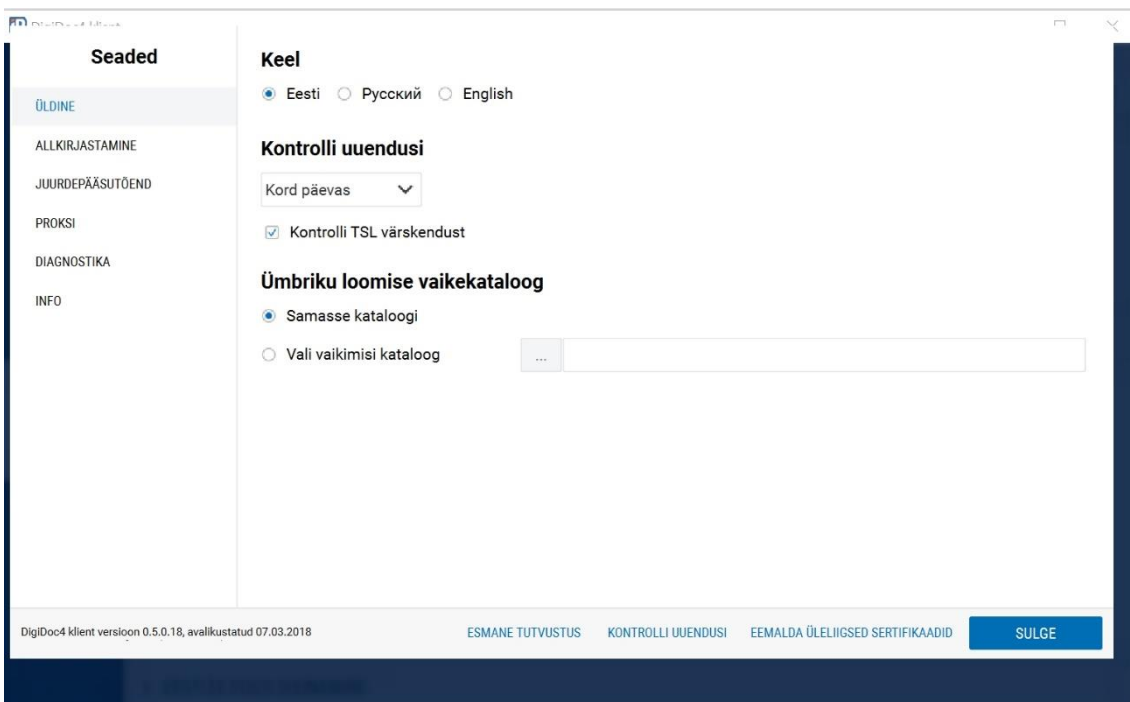 DigiDoc4 klient
Seaded
ÜLDINE
ALLKIRJASTAMINE
JUURDEPÄÄSUTÕEND
PROKSI
DIAGNOSTIKA
INFO
Keel
Eesti Русский English
Kontrolli uuendusi
Kord päevas
Kontrolli TSL värskendust
Ümbriku loomise vaikekataloog
Samasse kataloogi
Vali vaikimisi kataloog ...
DigiDoc4 klient versioon 0.5.0.18, avalikustatud 07.03.2018
ESMANE TUTVUSTUS KONTROLLI UUENDUSI EEMALDA ÜLELIIGSED SERTIFIKAADID SULGE